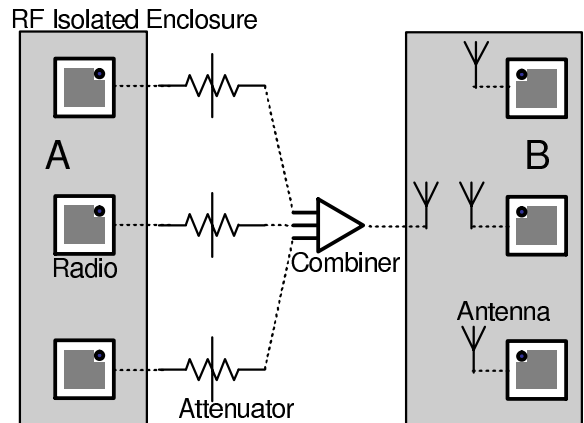 RF Isolated Enclosure
A
B
Radio
Combiner
Antenna
Attenuator